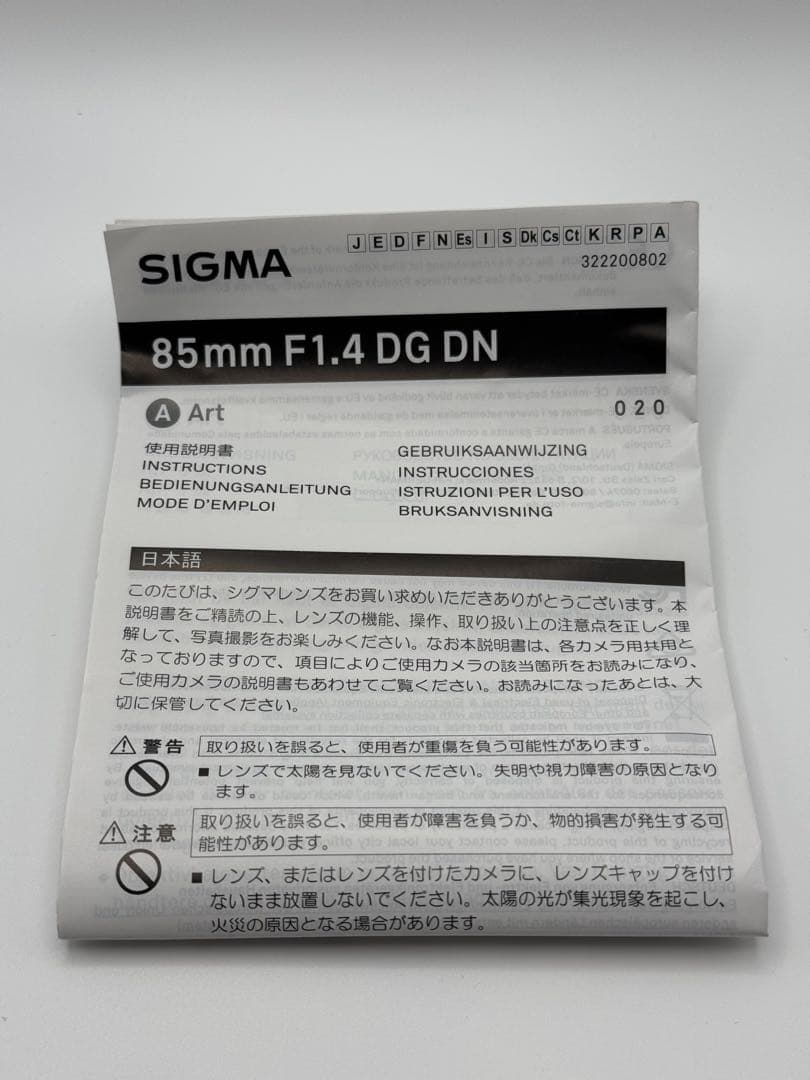 SIGMA
J E D F N Es I S Dk Cs Ct K R P A
322200802
85mm F1.4 DG DN
A Art
020
使用説明書
INSTRUCTIONS
BEDIENUNGSANLEITUNG
MODE D'EMPLOI
GEBRUIKSAANWIJZING
INSTRUCCIONES
ISTRUZIONI PER L'USO
BRUKSANVISNING
日本語
このたびは、シグマレンズをお買い求めいただきありがとうございます。本
説明書をご精読の上、レンズの機能、操作、取り扱い上の注意点を正しく理
解して、写真撮影をお楽しみください。なお本説明書は、各カメラ用共用と
なっておりますので、項目によりご使用カメラの該当箇所をお読みになり、
ご使用カメラの説明書もあわせてご覧ください。お読みになったあとは、大
切に保管してください。
警告 取り扱いを誤ると、使用者が重傷を負う可能性があります。
■ レンズで太陽を見ないでください。失明や視力障害の原因となり
ます。
注意 取り扱いを誤ると、使用者が障害を負うか、物的損害が発生する可
能性があります。
■ レンズ、またはレンズを付けたカメラに、レンズキャップを付け
ないまま放置しないでください。太陽の光が集光現象を起こし、
火災の原因となる場合があります。